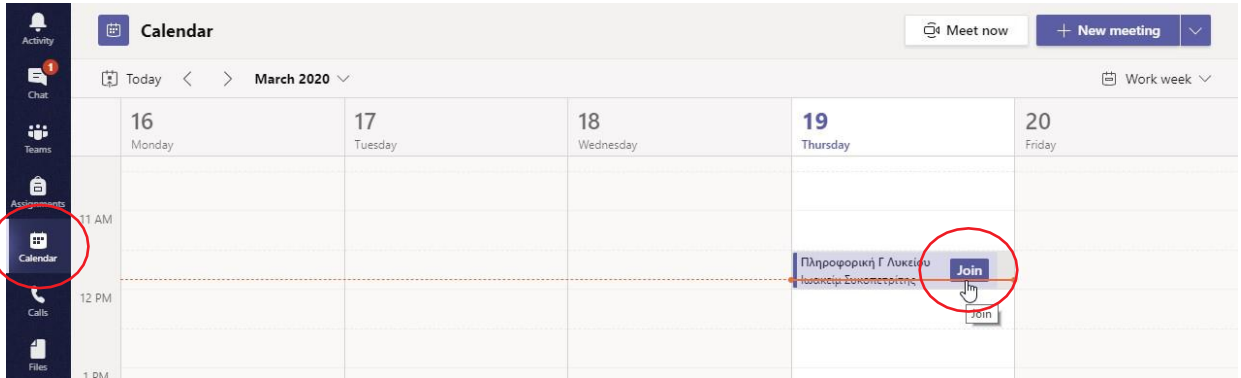 Activity
Calendar
Meet now
New meeting
1
Chat
Today
March 2020
Work week
Teams
16
Monday
17
Tuesday
18
Wednesday
19
Thursday
20
Friday
Assignments
11 AM
Calendar
Πληροφορική Γ Λυκείου
Join
Ιωακείμ Συκοπετρίτης
12 PM
Join
Calls
Files
1 PM